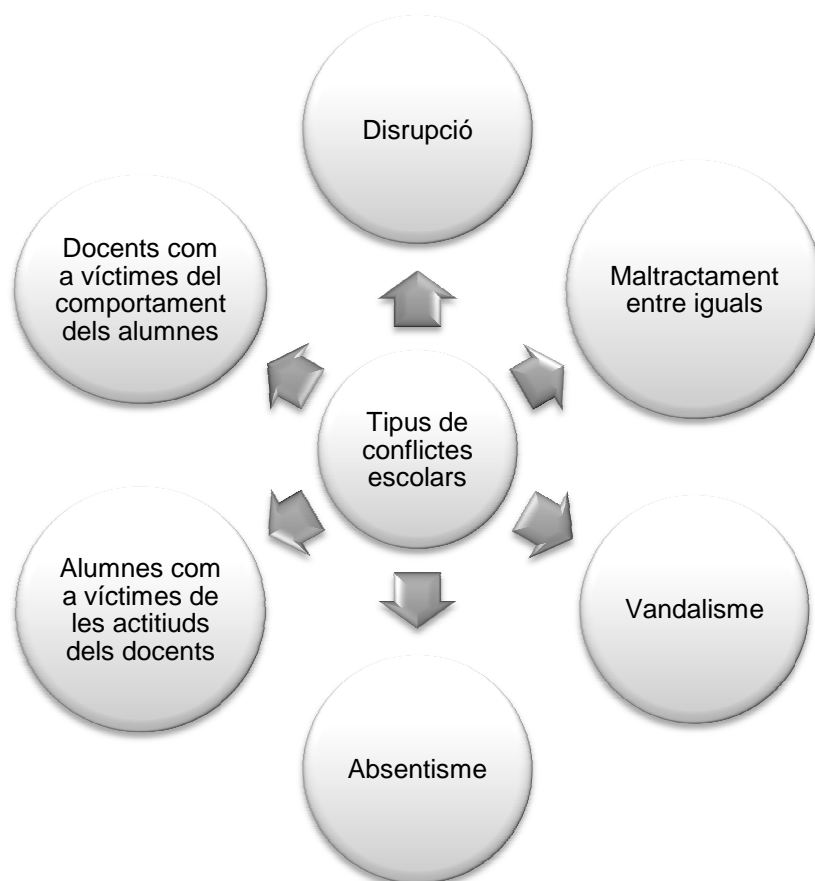 Disrupció
Maltractament
entre iguals
Vandalisme
Absentisme
Alumnes com
a víctimes de
les actitiuds
dels docents
Docents com
a víctimes del
comportament
dels alumnes
Tipus de
conflictes
escolars